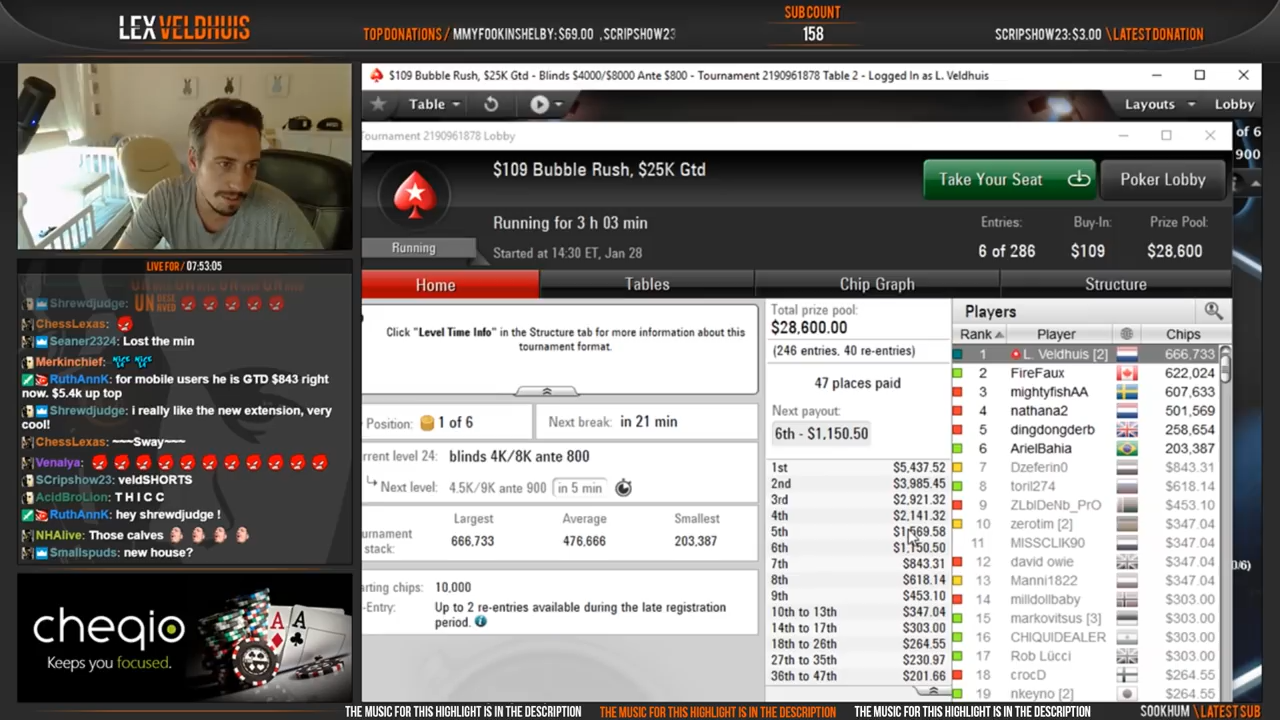 LEXVELDHUIS
TOP DONATIONS / MMYFOOKINSHELBY: $69.00 , SCRIPSHOW23
SUB COUNT
158
SCRIPSHOW23: $3.00 \ LATEST DONATION
$109 Bubble Rush, $25K Gtd - Blinds $4000/$8000 Ante $800 - Tournament 2190961878 Table 2 - Logged In as L. Veldhuis
Table
Layouts
Lobby
Tournament 2190961878 Lobby
of 6
900
$109 Bubble Rush, $25K Gtd
Take Your Seat
Poker Lobby
Running for 3 h 03 min
Entries:
Buy-In:
Prize Pool:
Running
Started at 14:30 ET, Jan 28
6 of 286
$109
$28,600
Home
Tables
Chip Graph
Structure
Click "Level Time Info" in the Structure tab for more information about this
tournament format.
Position:
1 of 6
Next break:
in 21 min
rrent level 24:
blinds 4K/8K ante 800
Next level:
4.5K/9K ante 900
in 5 min
Largest
Average
Smallest
urnament
stack:
666,733
476,666
203,387
arting chips:
10,000
-Entry:
Up to 2 re-entries available during the late registration
period.
Total prize pool:
$28,600.00
(246 entries, 40 re-entries)
47 places paid
Next payout:
6th - $1,150.50
1st $5,437.52
2nd $3,985.45
3rd $2,921.32
4th $2,141.32
5th $1,569.58
6th $1,150.50
7th $843.31
8th $618.14
9th $453.10
10th to 13th $347.04
14th to 17th $303.00
18th to 26th $264.55
27th to 35th $230.97
36th to 47th $201.66
Players
Rank
Player
Chips
1 L. Veldhuis [2] 666,733
2 FireFaux 622,024
3 mightyfishAA 607,633
4 nathana2 501,569
5 dingdongderb 258,654
6 ArielBahia 203,387
7 Dzeferin0 $843.31
8 toril274 $618.14
9 ZLblDeNb_PrO $453.10
10 zerotim [2] $347.04
11 MISSCLIK90 $347.04
12 david owie $347.04
13 Manni1822 $347.04
14 milldollbaby $303.00
15 markovitsus [3] $303.00
16 CHIQUIDEALER $303.00
17 Rob Lücci $303.00
18 crocD $264.55
19 nkeyno [2] $264.55
0/6)
LIVE FOR / 07:53:05
Shrewdjudge: UN DESE RVED
ChessLexas:
Seaner2324: Lost the min
Merkinchief:
RuthAnnK: for mobile users he is GTD $843 right
now. $5.4k up top
Shrewdjudge: i really like the new extension, very
cool!
ChessLexas: ~~~Sway~~~
Venalya:
SCripshow23: veldSHORTS
AcidBroLion: T H I C C
RuthAnnK: hey shrewdjudge !
NHAlive: Those calves
Smallspuds: new house?
cheqio
Keeps you focused.
THE MUSIC FOR THIS HIGHLIGHT IS IN THE DESCRIPTION THE MUSIC FOR THIS HIGHLIGHT IS IN THE DESCRIPTION THE MUSIC FOR THIS HIGHLIGHT IS IN THE DESCRIPTION
SOOKHUM \ LATEST SUB